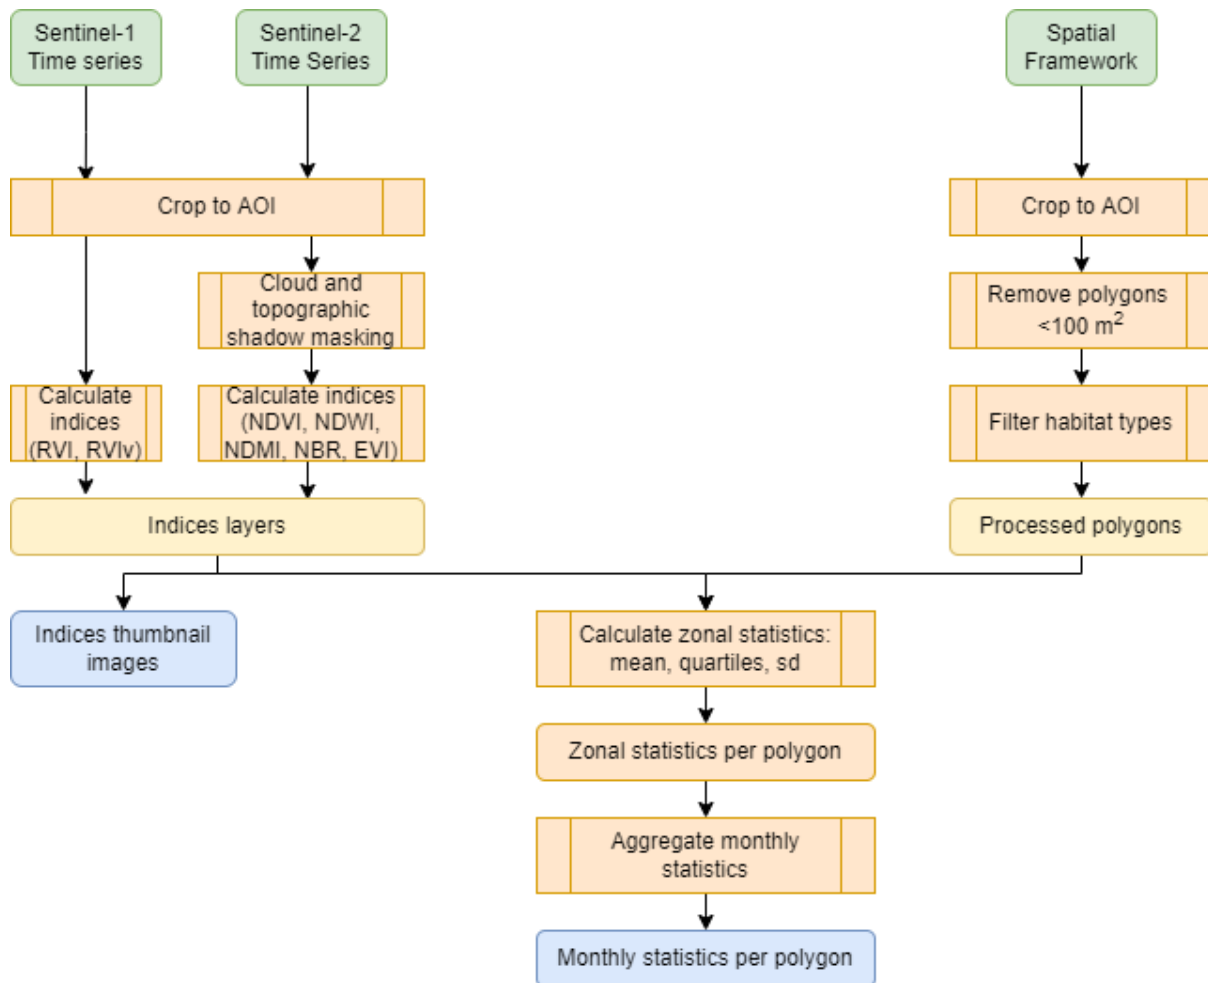 Sentinel-1
Time series
Sentinel-2
Time Series
Spatial
Framework
Crop to AOI
Crop to AOI
Cloud and
topographic
shadow masking
Remove polygons
<100 m²
Calculate
indices
(RVI, RVIv)
Calculate indices
(NDVI, NDWI,
NDMI, NBR, EVI)
Filter habitat types
Indices layers
Processed polygons
Indices thumbnail
images
Calculate zonal statistics:
mean, quartiles, sd
Zonal statistics per polygon
Aggregate monthly
statistics
Monthly statistics per polygon